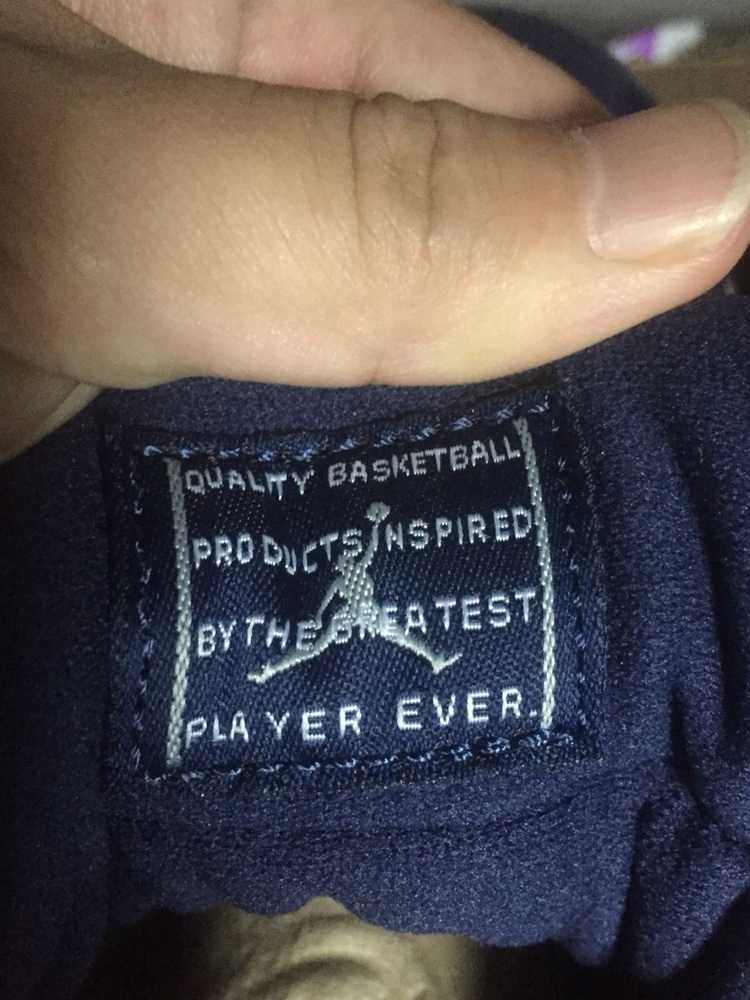 QUALITY BASKETBALL
PRODUCTS INSPIRED
BY THE GREATEST
PLAYER EVER.